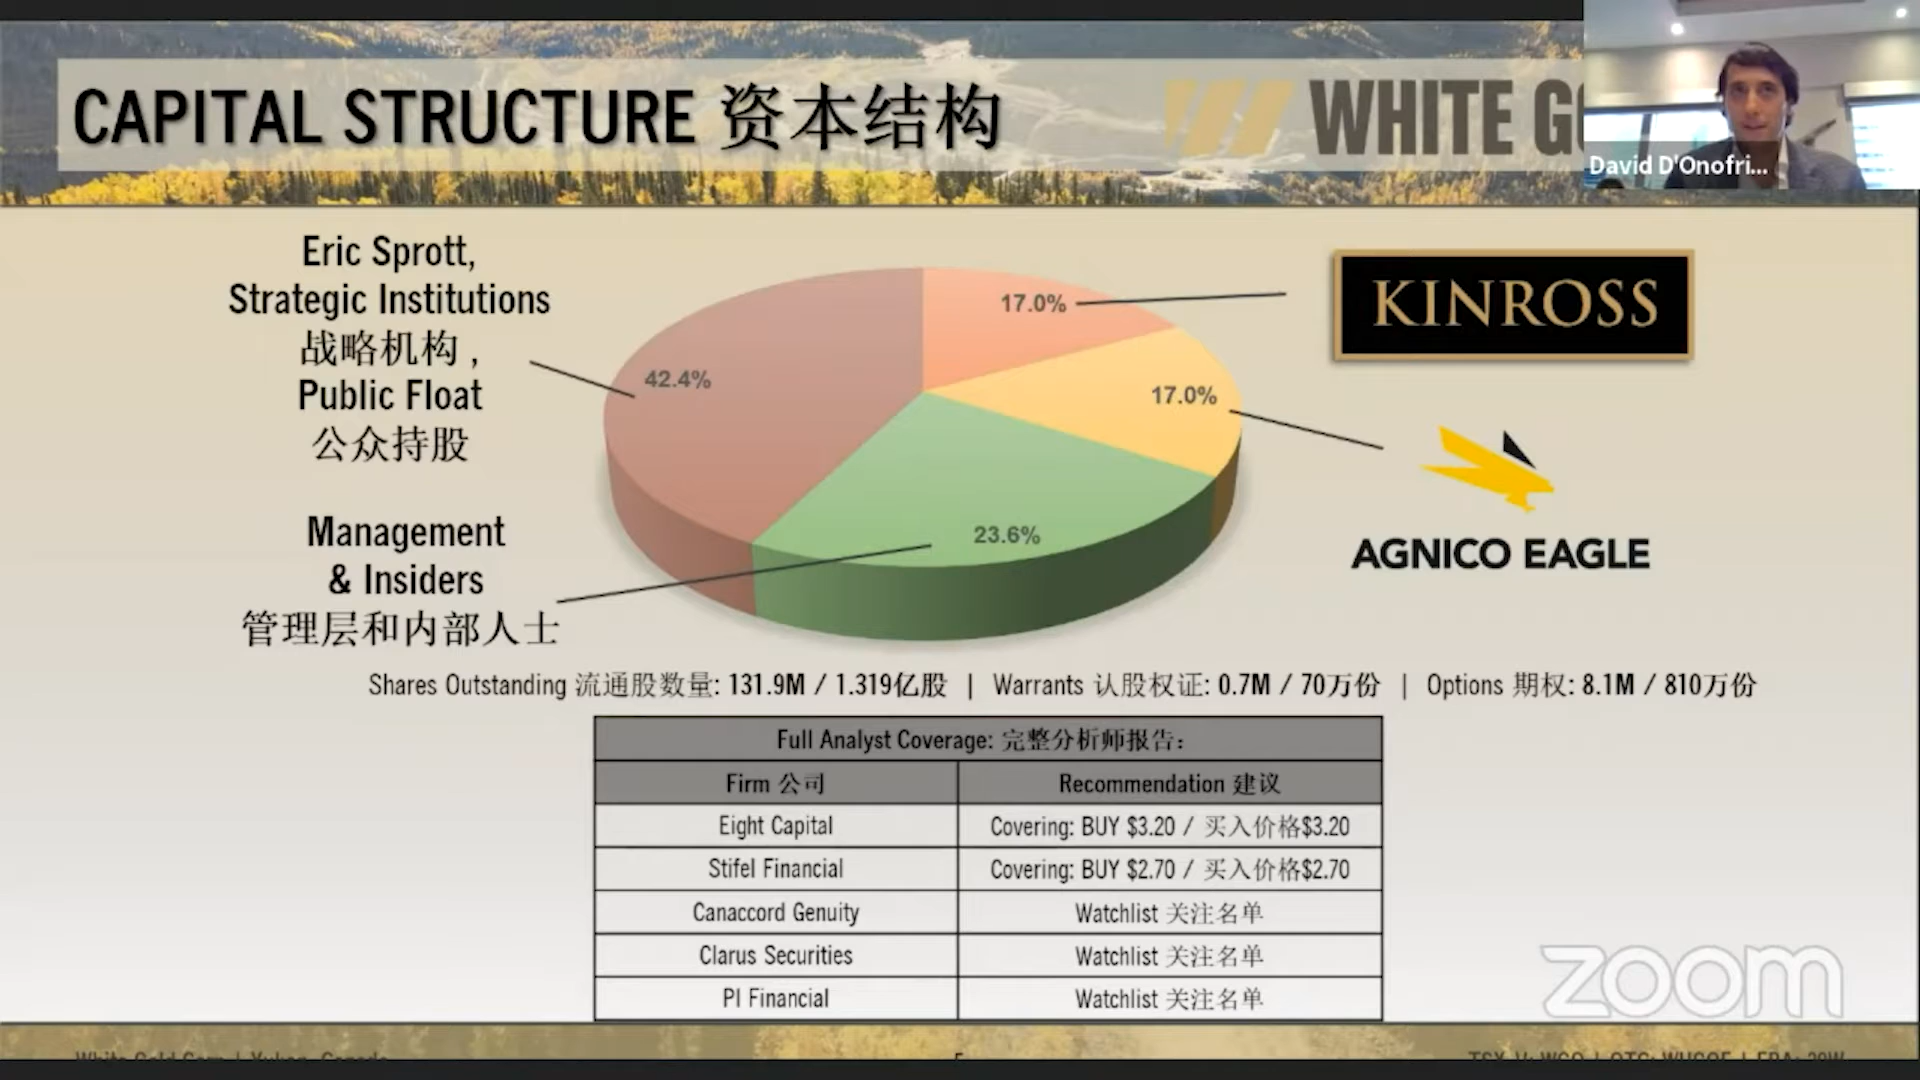 CAPITAL STRUCTURE 资本结构
WHITE
David D'Onofri...
Eric Sprott,
Strategic Institutions
战略机构 ,
Public Float
公众持股
Management
& Insiders
管理层和内部人士
42.4%
17.0%
17.0%
23.6%
KINROSS
AGNICO EAGLE
Shares Outstanding 流通股数量: 131.9M / 1.319亿股 | Warrants 认股权证: 0.7M / 70万份 | Options 期权: 8.1M / 810万份
Full Analyst Coverage: 完整分析师报告:
Firm 公司 Recommendation 建议
Eight Capital Covering: BUY $3.20 / 买入价格$3.20
Stifel Financial Covering: BUY $2.70 / 买入价格$2.70
Canaccord Genuity Watchlist 关注名单
Clarus Securities Watchlist 关注名单
PI Financial Watchlist 关注名单
zoom
White Gold Corp | Yukon, Canada